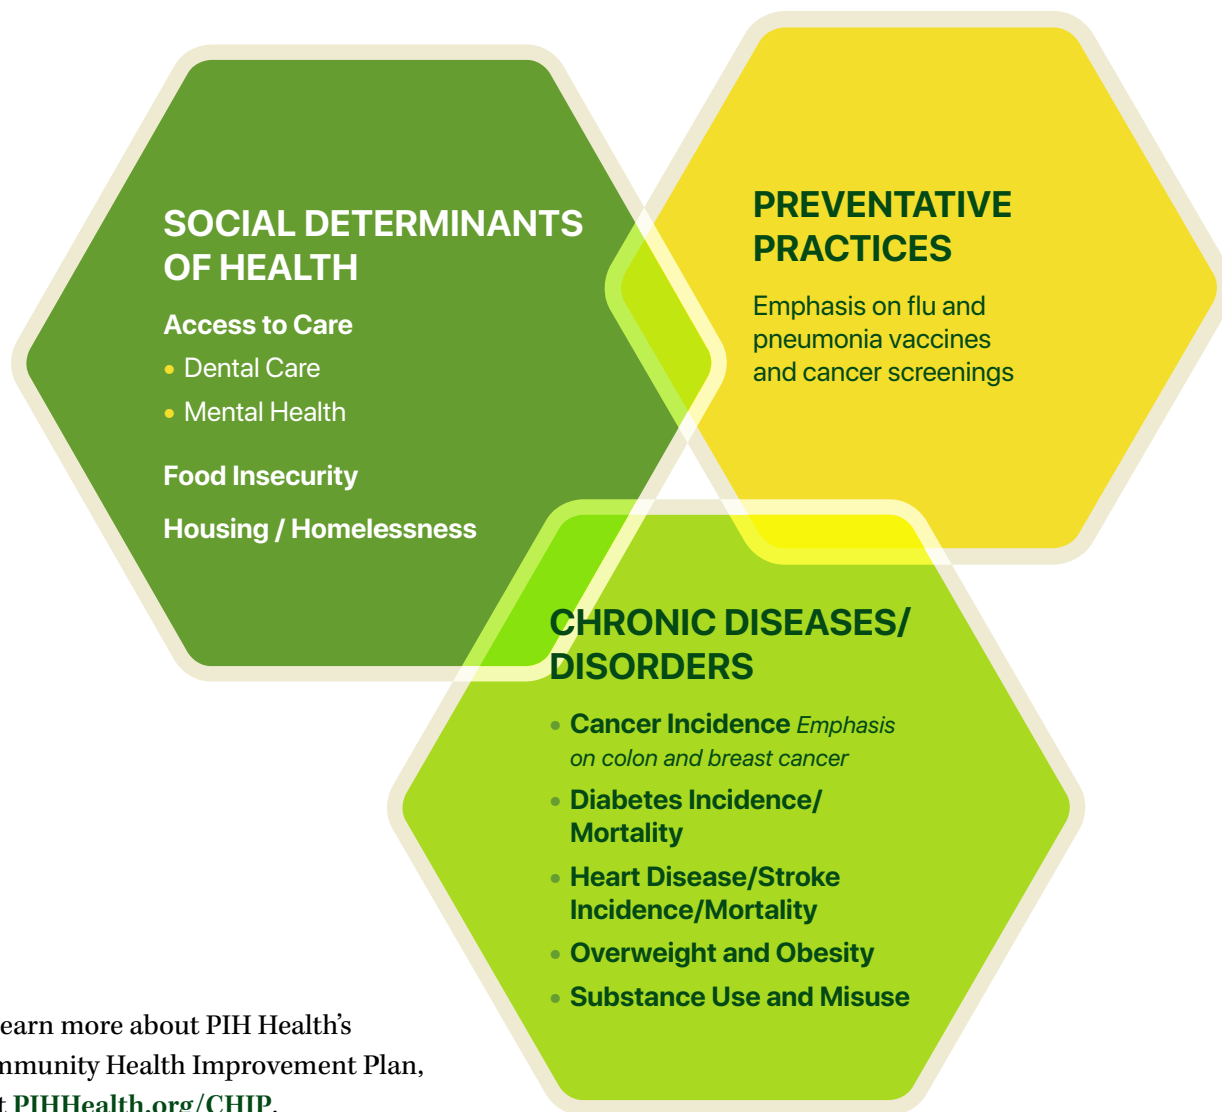 SOCIAL DETERMINANTS
OF HEALTH
Access to Care
• Dental Care
• Mental Health
Food Insecurity
Housing / Homelessness
PREVENTATIVE
PRACTICES
Emphasis on flu and
pneumonia vaccines
and cancer screenings
CHRONIC DISEASES/
DISORDERS
• Cancer Incidence Emphasis
on colon and breast cancer
• Diabetes Incidence/
Mortality
• Heart Disease/Stroke
Incidence/Mortality
• Overweight and Obesity
• Substance Use and Misuse
earn more about PIH Health’s
mmunity Health Improvement Plan,
t PIHHealth.org/CHIP.